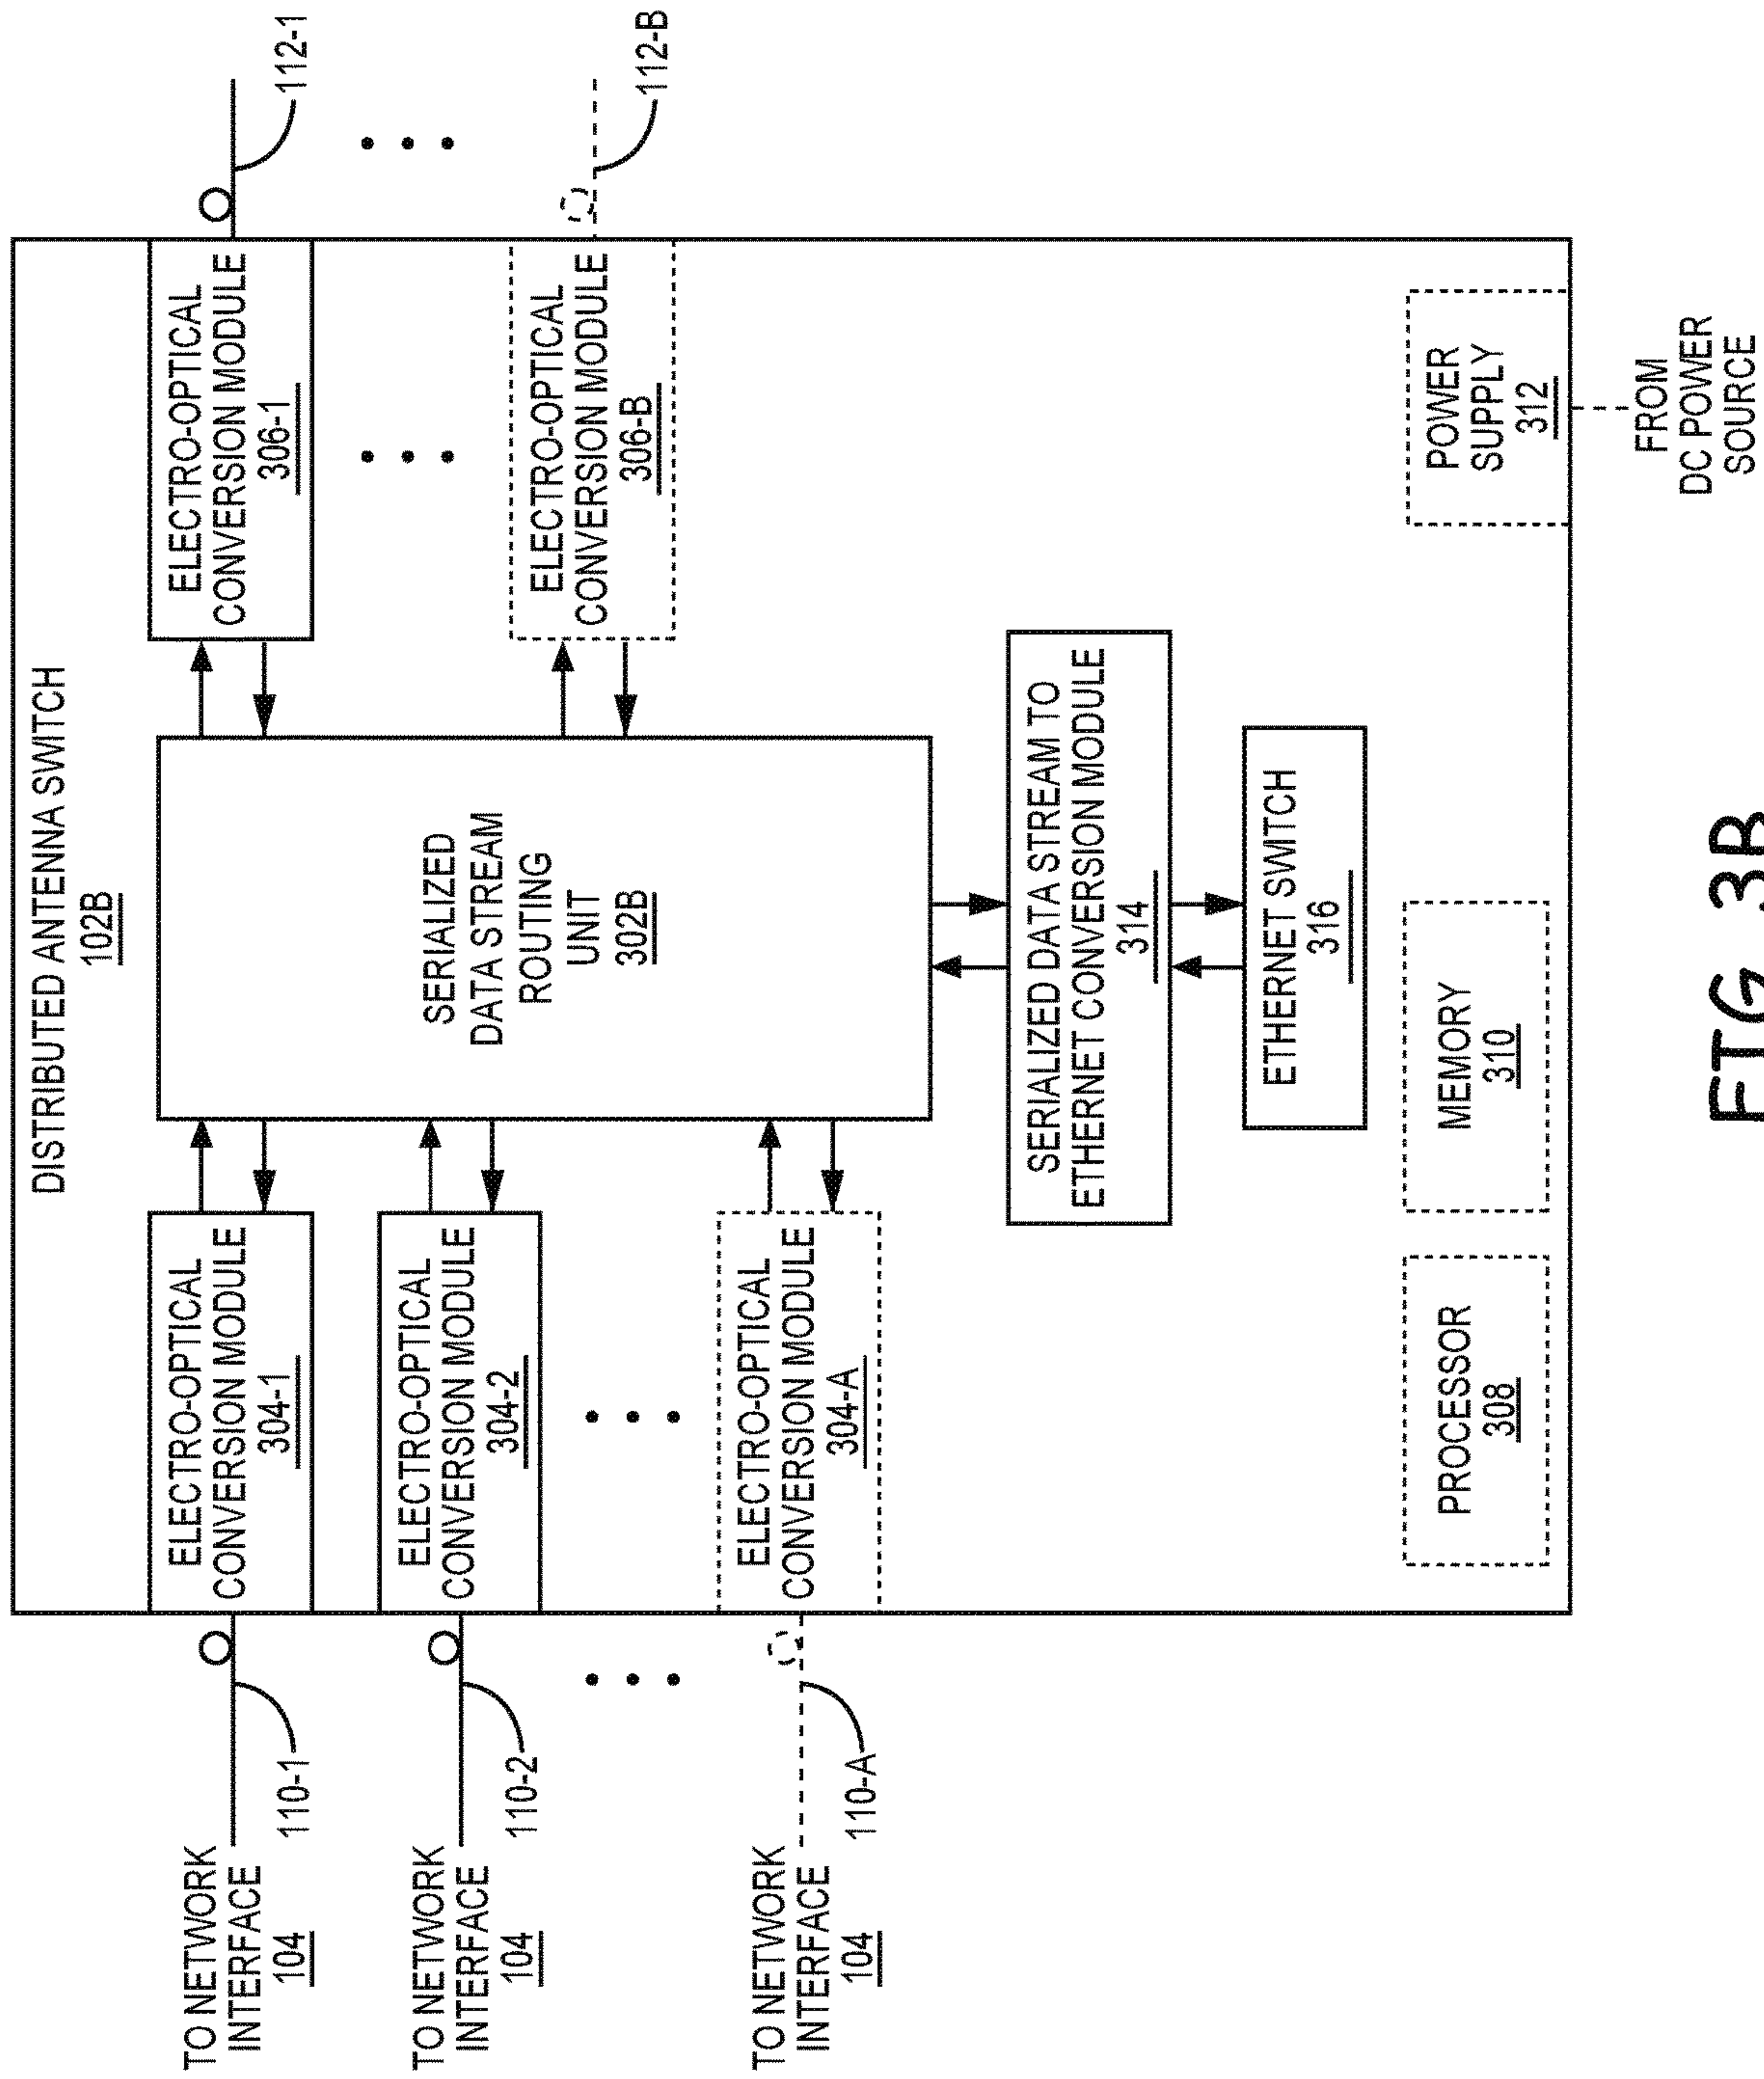 DISTRIBUTED ANTENNA SWITCH
102B
TO NETWORK
INTERFACE
104
110-1
ELECTRO-OPTICAL
CONVERSION MODULE
304-1
TO NETWORK
INTERFACE
104
110-2
ELECTRO-OPTICAL
CONVERSION MODULE
304-2
TO NETWORK
INTERFACE
104
110-A
ELECTRO-OPTICAL
CONVERSION MODULE
304-A
SERIALIZED
DATA STREAM
ROUTING
UNIT
302B
ELECTRO-OPTICAL
CONVERSION MODULE
306-1
112-1
ELECTRO-OPTICAL
CONVERSION MODULE
306-B
112-B
SERIALIZED DATA STREAM TO
ETHERNET CONVERSION MODULE
314
ETHERNET SWITCH
316
PROCESSOR
308
MEMORY
310
POWER
SUPPLY
312
FROM
DC POWER
SOURCE
FIG. 3B